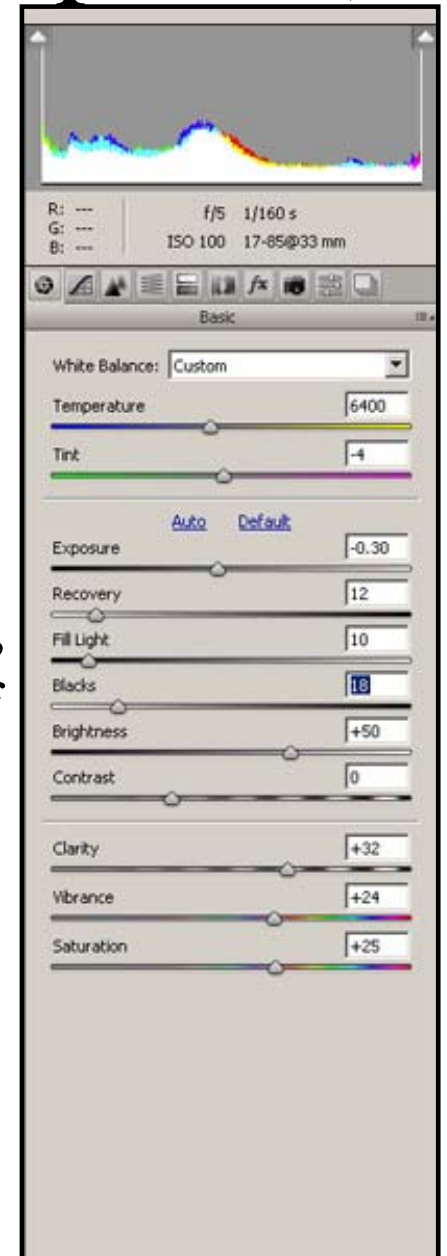 R: --- f/5 1/160 s
G: ---
B: --- ISO 100 17-85@33 mm
fx
Basic
White Balance: Custom
Temperature 6400
Tint -4
Auto Default
Exposure -0.30
Recovery 12
Fill Light 10
Blacks 18
Brightness +50
Contrast 0
Clarity +32
Vibrance +24
Saturation +25